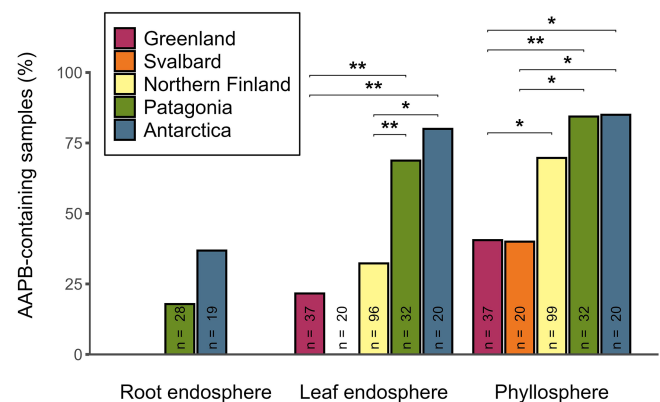 Greenland
Svalbard
Northern Finland
Patagonia
Antarctica
AAPB-containing samples (%)
100
75
50
25
0
** ** * **
* ** * * *
n = 28
n = 19
n = 37
n = 20
n = 96
n = 32
n = 20
n = 37
n = 20
n = 99
n = 32
n = 20
Root endosphere Leaf endosphere Phyllosphere